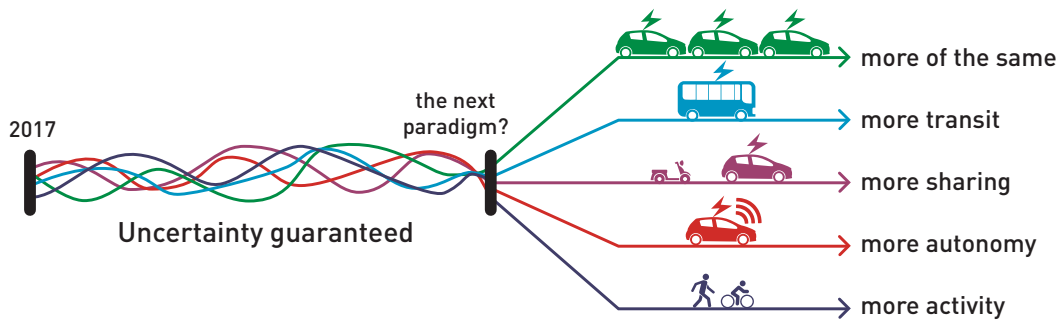 2017
the next
paradigm?
Uncertainty guaranteed
more of the same
more transit
more sharing
more autonomy
more activity